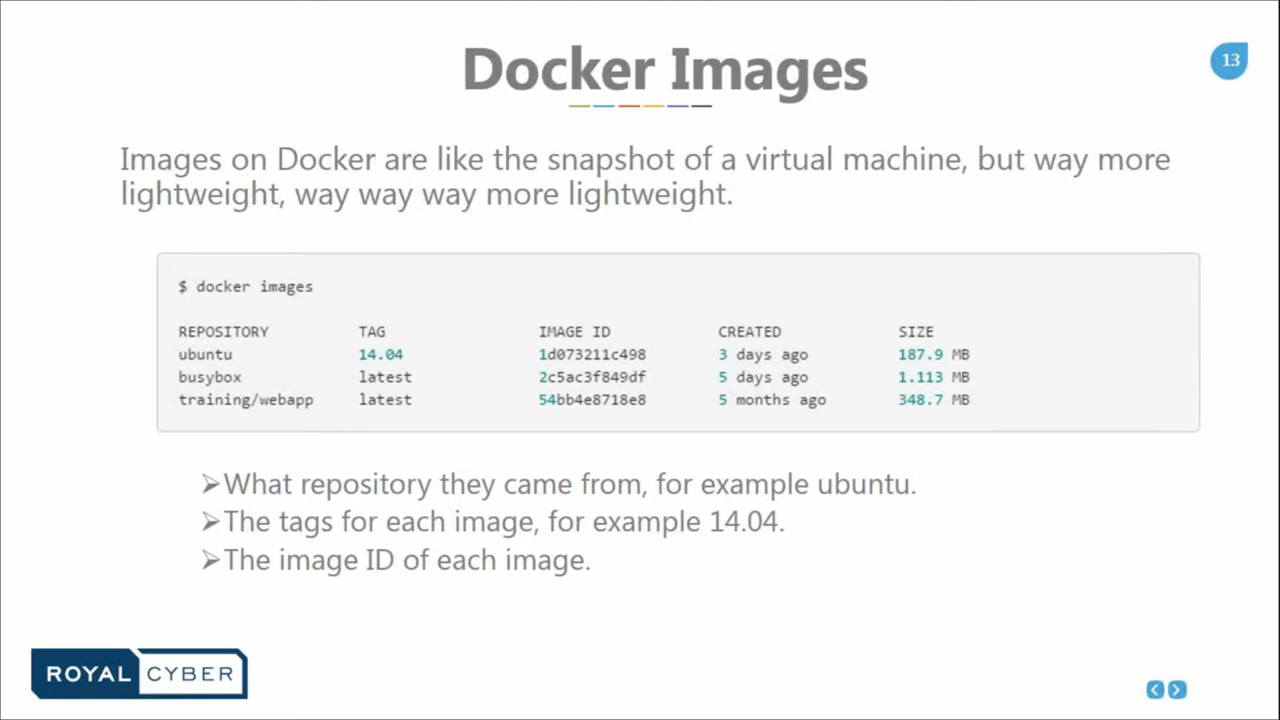 Docker Images
13
Images on Docker are like the snapshot of a virtual machine, but way more
lightweight, way way way more lightweight.
$ docker images
REPOSITORY TAG IMAGE ID CREATED SIZE
ubuntu 14.04 1d073211c498 3 days ago 187.9 MB
busybox latest 2c5ac3f849df 5 days ago 1.113 MB
training/webapp latest 54bb4e8718e8 5 months ago 348.7 MB
➢What repository they came from, for example ubuntu.
➢The tags for each image, for example 14.04.
➢The image ID of each image.
ROYAL CYBER